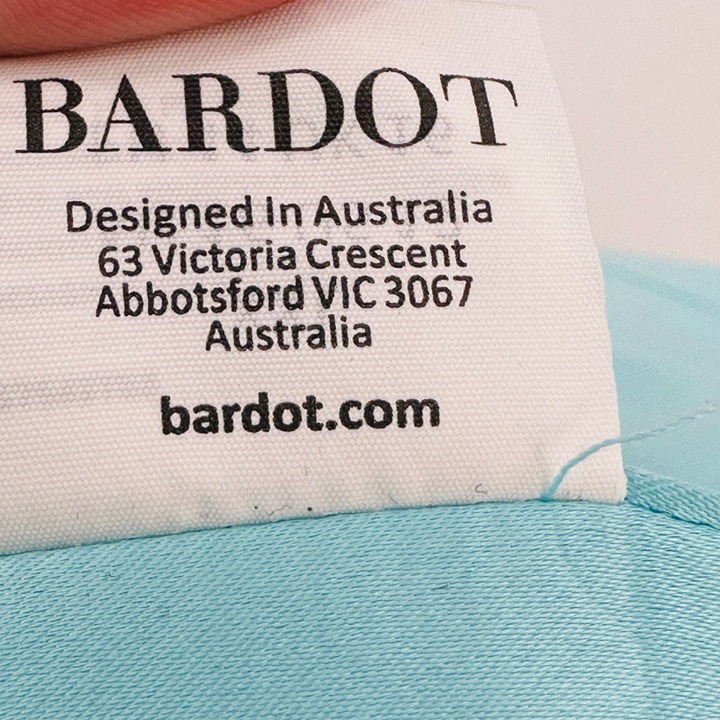 BARDOT
Designed In Australia
63 Victoria Crescent
Abbotsford VIC 3067
Australia
bardot.com